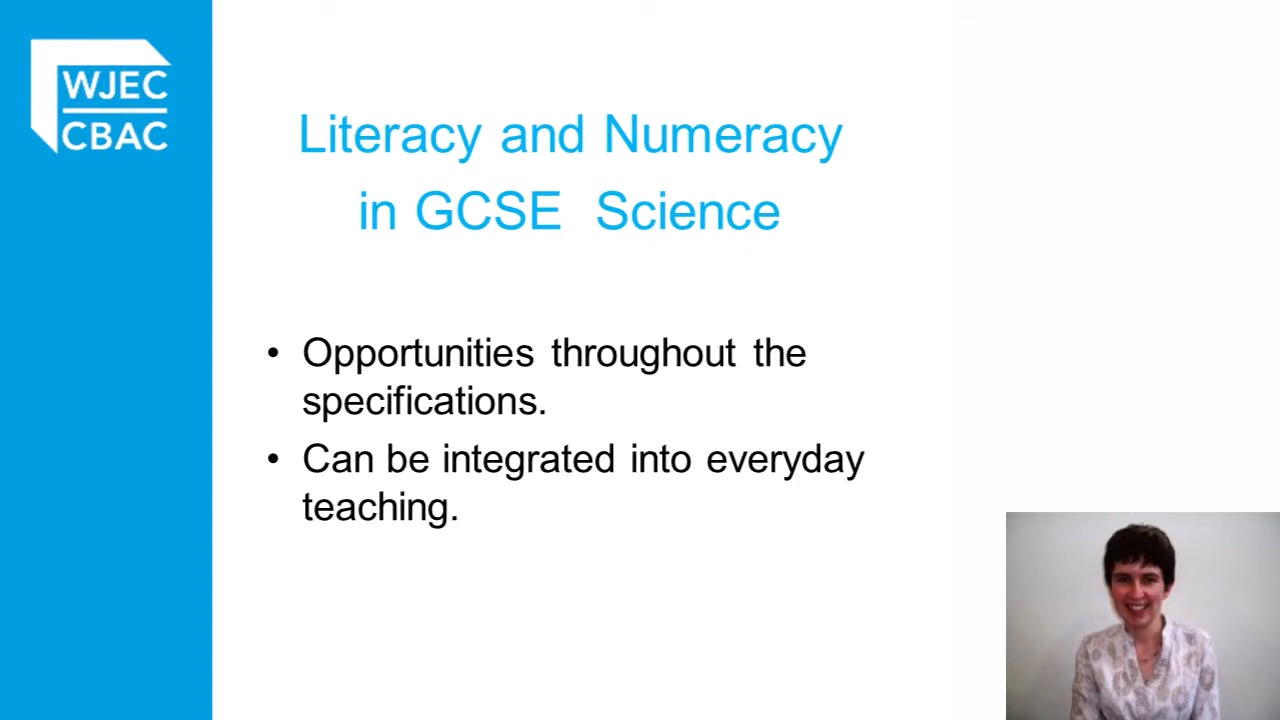 WJEC
CBAC
Literacy and Numeracy
in GCSE  Science
• Opportunities throughout the
specifications.
• Can be integrated into everyday
teaching.